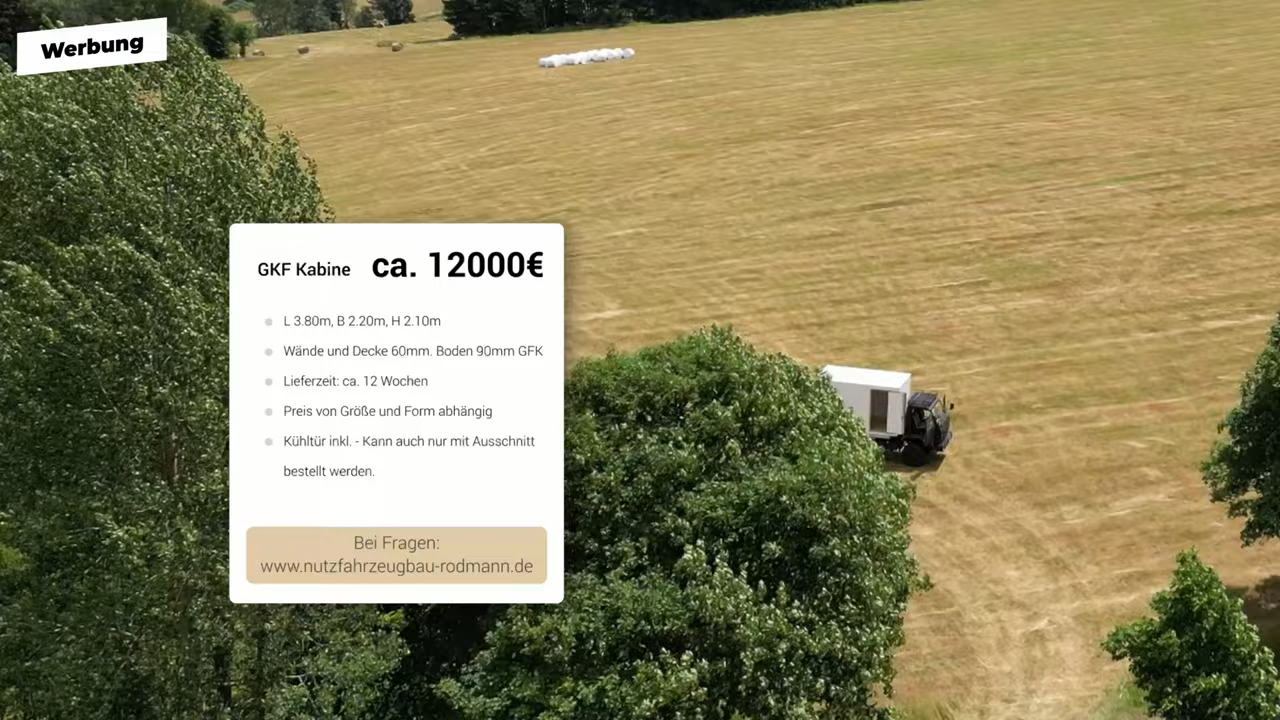 Werbung
GKF Kabine ca. 12000€
L 3.80m, B 2.20m, H 2.10m
Wände und Decke 60mm. Boden 90mm GFK
Lieferzeit: ca. 12 Wochen
Preis von Größe und Form abhängig
Kühltür inkl. - Kann auch nur mit Ausschnitt
bestellt werden.
Bei Fragen:
www.nutzfahrzeugbau-rodmann.de